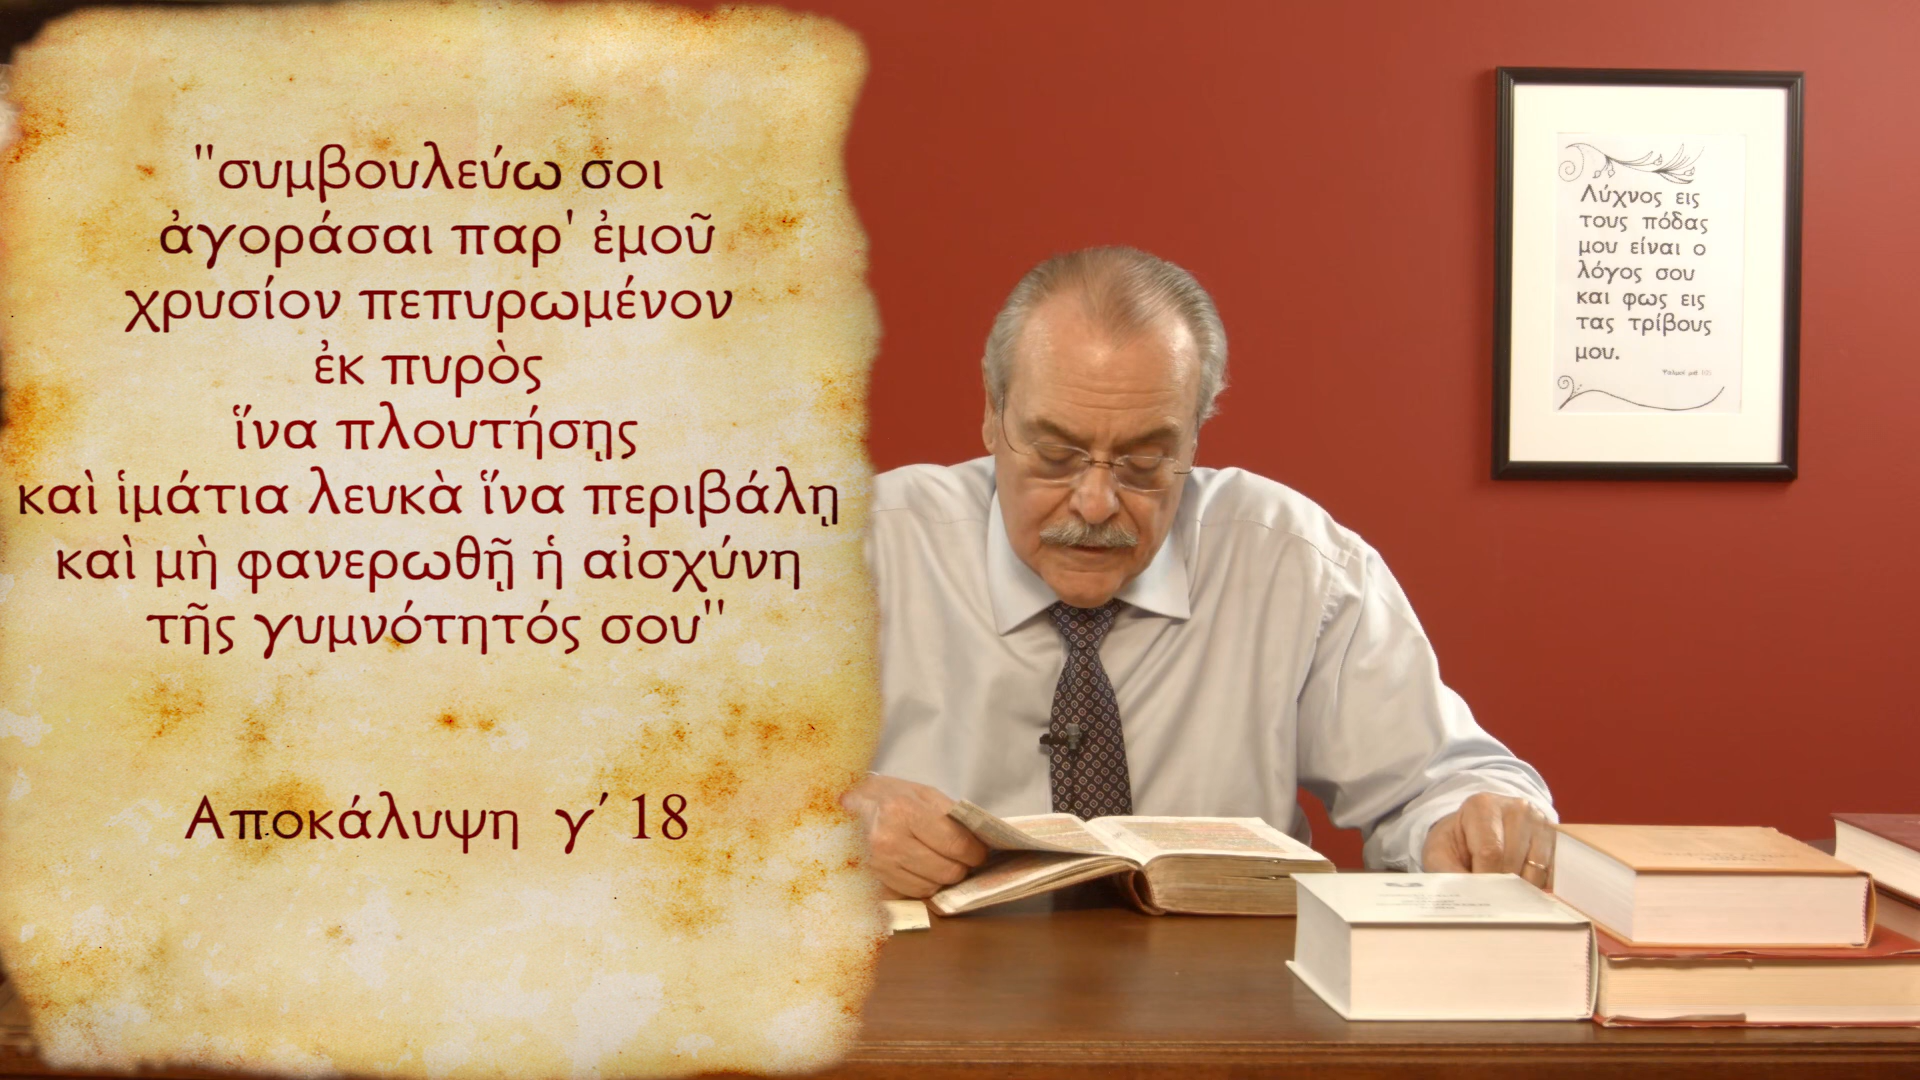 "συμβουλεύω σοι
ἀγοράσαι παρ' ἐμοῦ
χρυσίον πεπυρωμένον
ἐκ πυρὸς
ἵνα πλουτήσῃς
καὶ ἱμάτια λευκὰ ἵνα περιβάλῃ
καὶ μὴ φανερωθῇ ἡ αἰσχύνη
τῆς γυμνότητός σου"
Αποκάλυψη γ΄ 18
Λύχνος εις
τους πόδας
μου είναι ο
λόγος σου
και φως εις
τας τρίβους
μου.